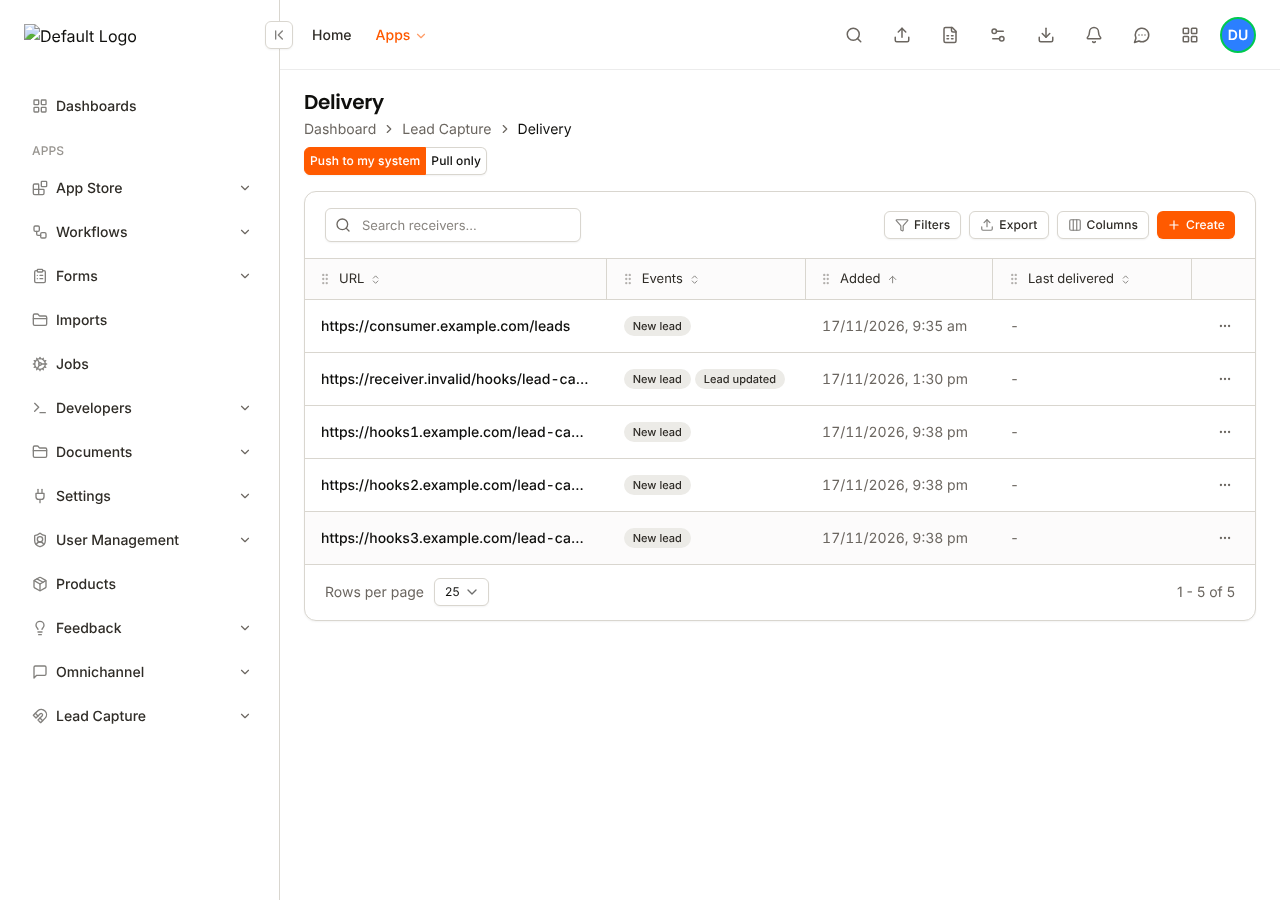 Default Logo
Home
Apps
DU
Dashboards
APPS
App Store
Workflows
Forms
Imports
Jobs
Developers
Documents
Settings
User Management
Products
Feedback
Omnichannel
Lead Capture
Delivery
Dashboard > Lead Capture > Delivery
Push to my system Pull only
Search receivers...
Filters
Export
Columns
+ Create
URL Events Added Last delivered
https://consumer.example.com/leads New lead 17/11/2026, 9:35 am - ...
https://receiver.invalid/hooks/lead-ca... New lead Lead updated 17/11/2026, 1:30 pm - ...
https://hooks1.example.com/lead-ca... New lead 17/11/2026, 9:38 pm - ...
https://hooks2.example.com/lead-ca... New lead 17/11/2026, 9:38 pm - ...
https://hooks3.example.com/lead-ca... New lead 17/11/2026, 9:38 pm - ...
Rows per page 25 1 - 5 of 5